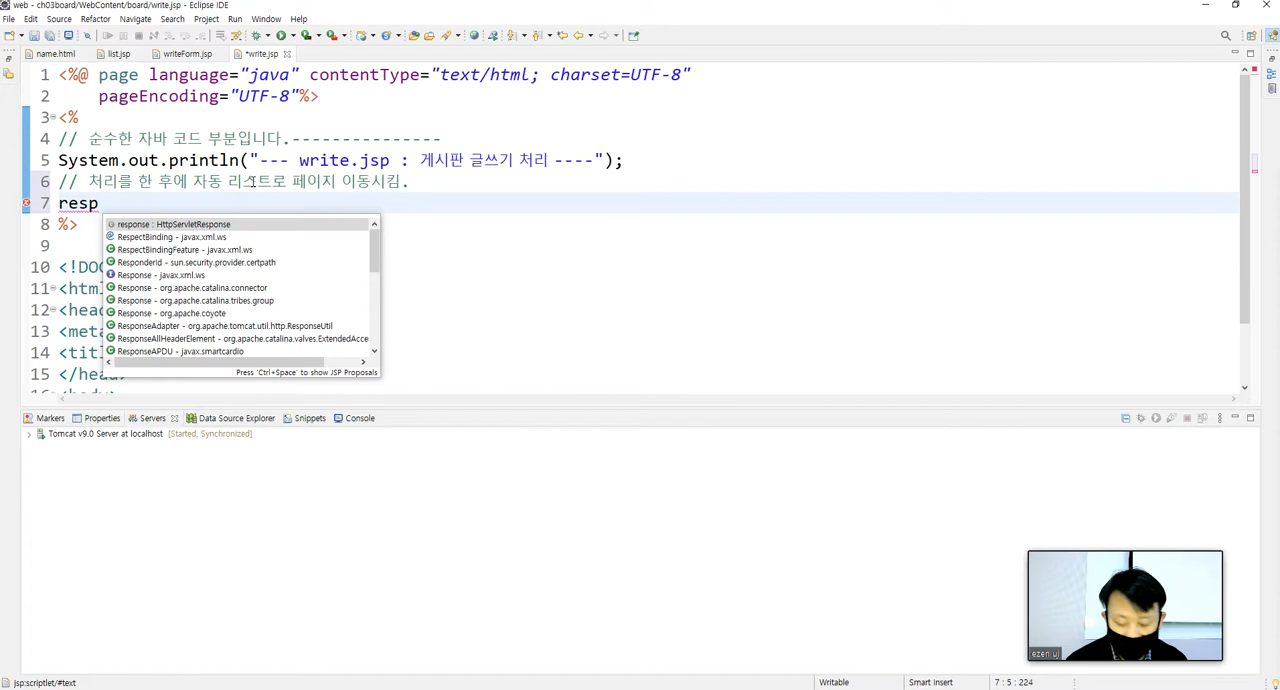 web - ch03board/WebContent/board/write.jsp - Eclipse IDE
File Edit Source Refactor Navigate Search Project Run Window Help
name.html list.jsp writeForm.jsp *write.jsp
1 <%@ page language="java" contentType="text/html; charset=UTF-8"
2 pageEncoding="UTF-8"%>
3 <%
4 // 순수한 자바 코드 부분입니다.---------------
5 System.out.println("--- write.jsp : 게시판 글쓰기 처리 ----");
6 // 처리를 한 후에 자동 리스트로 페이지 이동시킴.
7 resp
8 %>
9
10 <!DOC
11 <html
12 <head
13 <meta
14 <titl
15 </head>
response : HttpServletResponse
RespectBinding - javax.xml.ws
RespectBindingFeature - javax.xml.ws
ResponderId - sun.security.provider.certpath
Response - javax.xml.ws
Response - org.apache.catalina.connector
Response - org.apache.catalina.tribes.group
Response - org.apache.coyote
ResponseAdapter - org.apache.tomcat.util.http.ResponseUtil
ResponseAllHeaderElement - org.apache.catalina.valves.ExtendedAcce
ResponseAPDU - javax.smartcardio
Press 'Ctrl+Space' to show JSP Proposals
Markers Properties Servers Data Source Explorer Snippets Console
Tomcat v9.0 Server at localhost [Started, Synchronized]
ezen uj
jsp:scriptlet/#text Writable Smart Insert 7 : 5 : 224